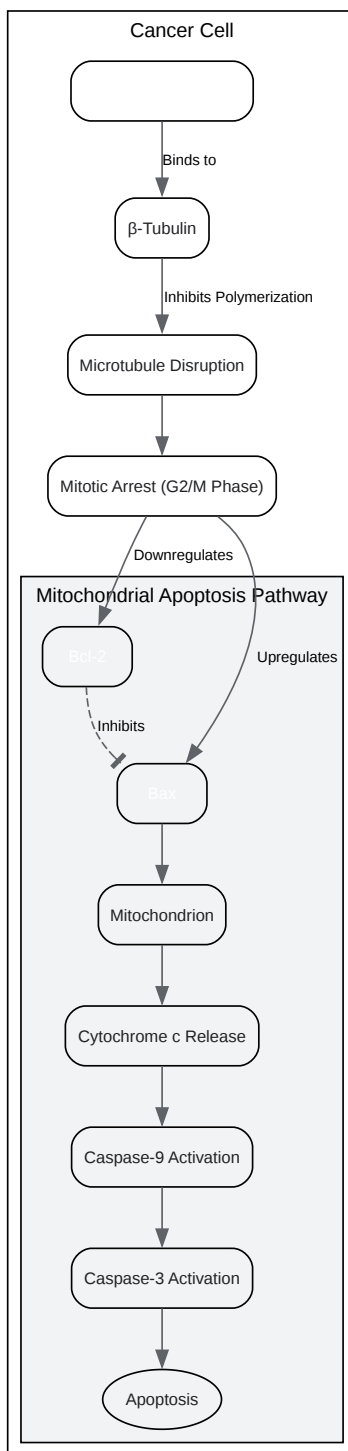 Cancer Cell
Binds to
β-Tubulin
Inhibits Polymerization
Microtubule Disruption
Mitotic Arrest (G2/M Phase)
Downregulates
Mitochondrial Apoptosis Pathway
Bcl-2
Upregulates
Inhibits
Bax
Mitochondrion
Cytochrome c Release
Caspase-9 Activation
Caspase-3 Activation
Apoptosis